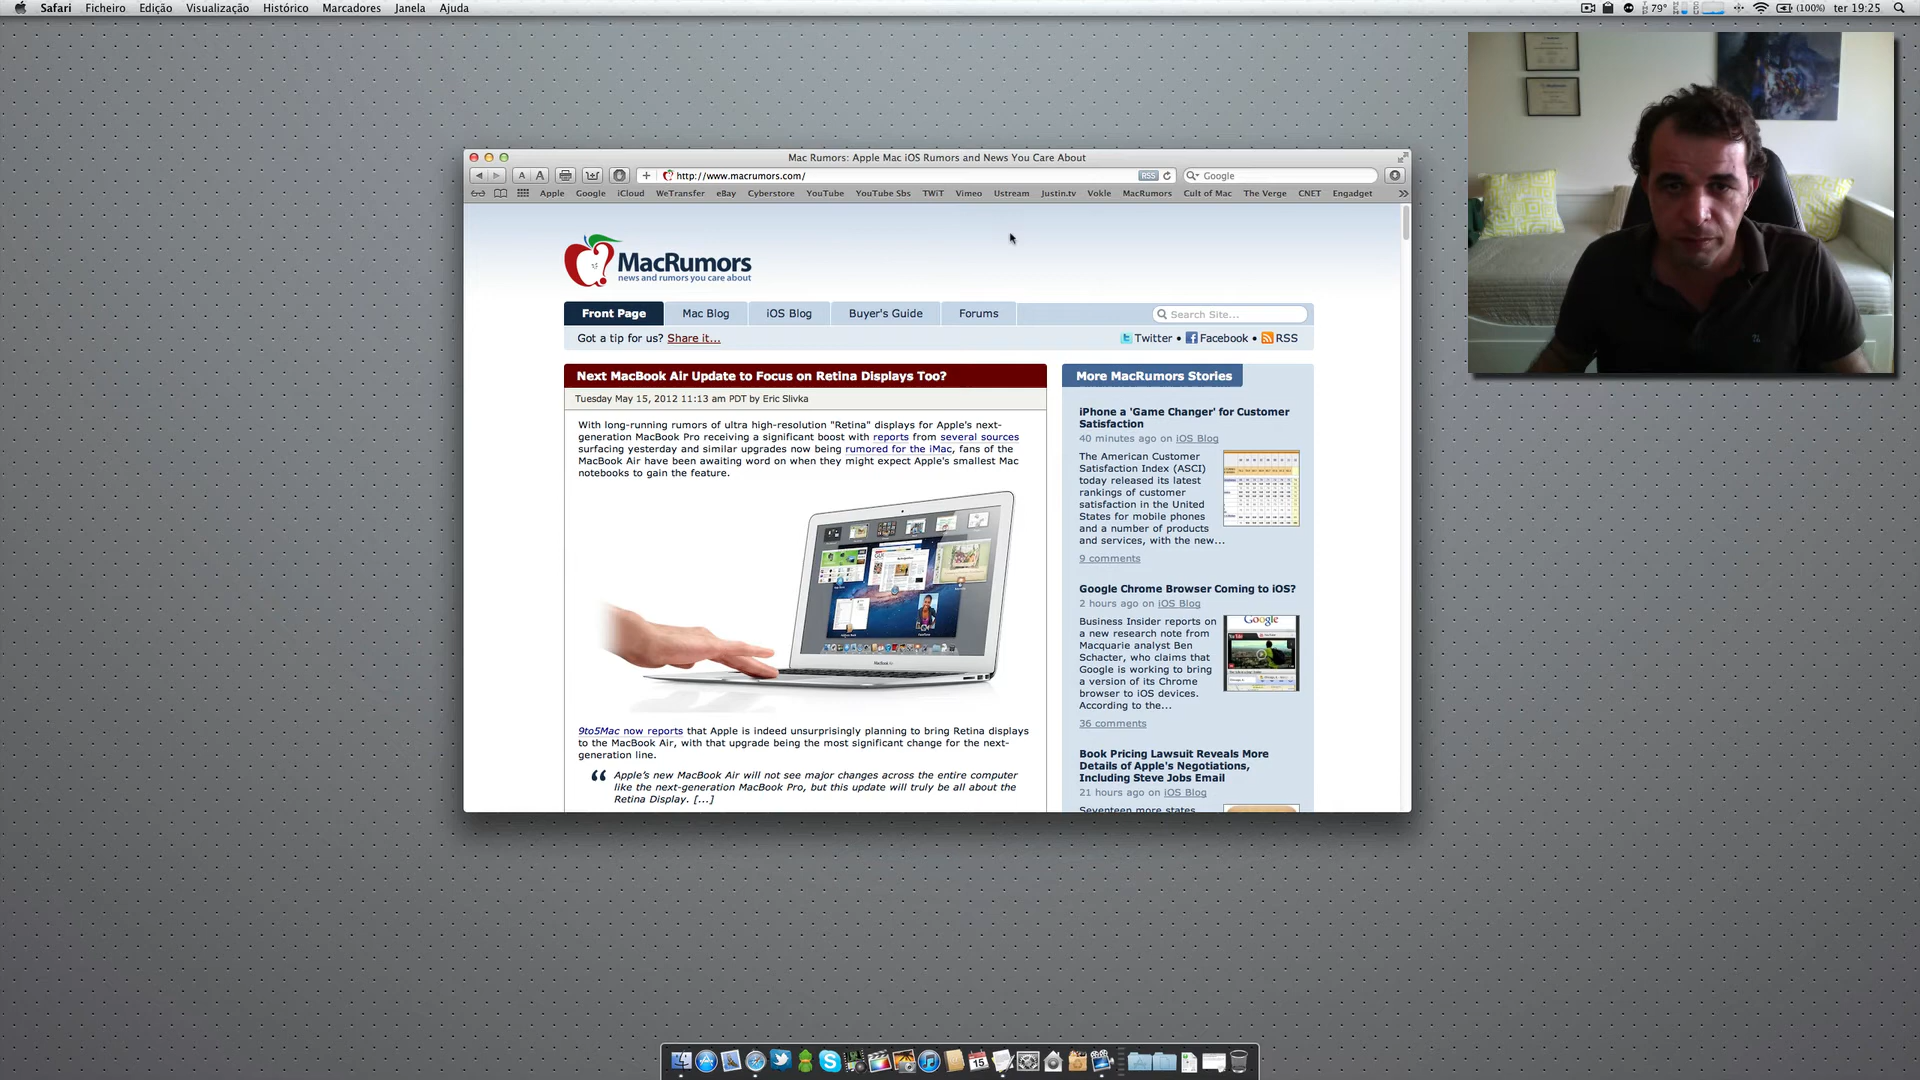 Safari Ficheiro Edição Visualização Histórico Marcadores Janela Ajuda
79° (100%) ter 19:25
Mac Rumors: Apple Mac iOS Rumors and News You Care About
A A http://www.macrumors.com/ RSS Google
Apple Google iCloud WeTransfer eBay Cyberstore YouTube YouTube Sbs TWiT Vimeo Ustream Justin.tv Vokle MacRumors Cult of Mac The Verge CNET Engadget
MacRumors
news and rumors you care about
Front Page Mac Blog iOS Blog Buyer's Guide Forums Search Site...
Got a tip for us? Share it... Twitter • Facebook • RSS
Next MacBook Air Update to Focus on Retina Displays Too?
Tuesday May 15, 2012 11:13 am PDT by Eric Slivka
With long-running rumors of ultra high-resolution "Retina" displays for Apple's next-
generation MacBook Pro receiving a significant boost with reports from several sources
surfacing yesterday and similar upgrades now being rumored for the iMac, fans of the
MacBook Air have been awaiting word on when they might expect Apple's smallest Mac
notebooks to gain the feature.
MacBook Air
9to5Mac now reports that Apple is indeed unsurprisingly planning to bring Retina displays
to the MacBook Air, with that upgrade being the most significant change for the next-
generation line.
“ Apple's new MacBook Air will not see major changes across the entire computer
like the next-generation MacBook Pro, but this update will truly be all about the
Retina Display. [...]
More MacRumors Stories
iPhone a 'Game Changer' for Customer
Satisfaction
40 minutes ago on iOS Blog
The American Customer
Satisfaction Index (ASCI)
today released its latest
rankings of customer
satisfaction in the United
States for mobile phones
and a number of products
and services, with the new...
9 comments
Google Chrome Browser Coming to iOS?
2 hours ago on iOS Blog
Business Insider reports on
a new research note from
Macquarie analyst Ben
Schacter, who claims that
Google is working to bring
a version of its Chrome
browser to iOS devices.
According to the...
Google
36 comments
Book Pricing Lawsuit Reveals More
Details of Apple's Negotiations,
Including Steve Jobs Email
21 hours ago on iOS Blog
Seventeen more states
15